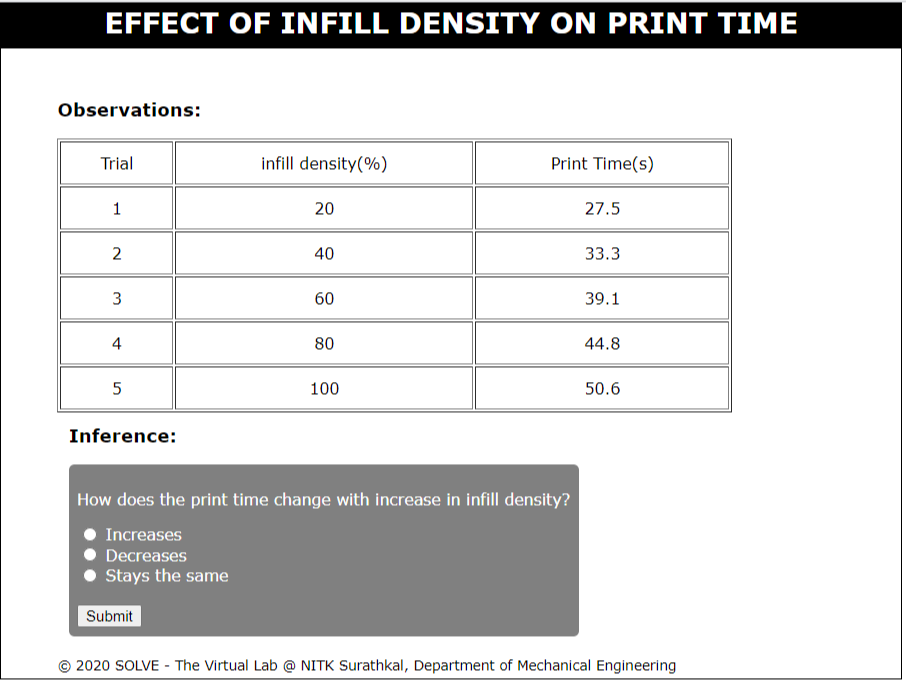 EFFECT OF INFILL DENSITY ON PRINT TIME
Observations:
Trial infill density(%) Print Time(s)
1 20 27.5
2 40 33.3
3 60 39.1
4 80 44.8
5 100 50.6
Inference:
How does the print time change with increase in infill density?
Increases
Decreases
Stays the same
Submit
© 2020 SOLVE - The Virtual Lab @ NITK Surathkal, Department of Mechanical Engineering